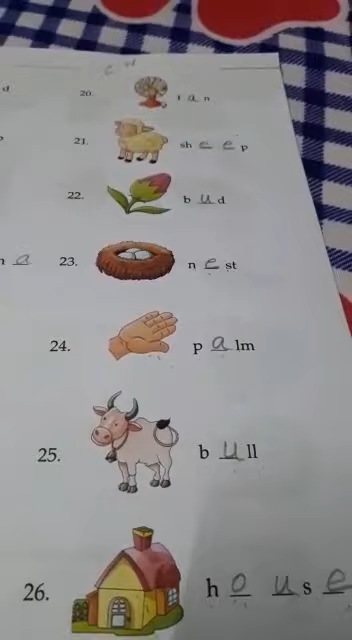 d
20. f a n
21. sh e e p
22. b u d
a 23. n e st
24. p a lm
25. b u ll
26. h o u s e